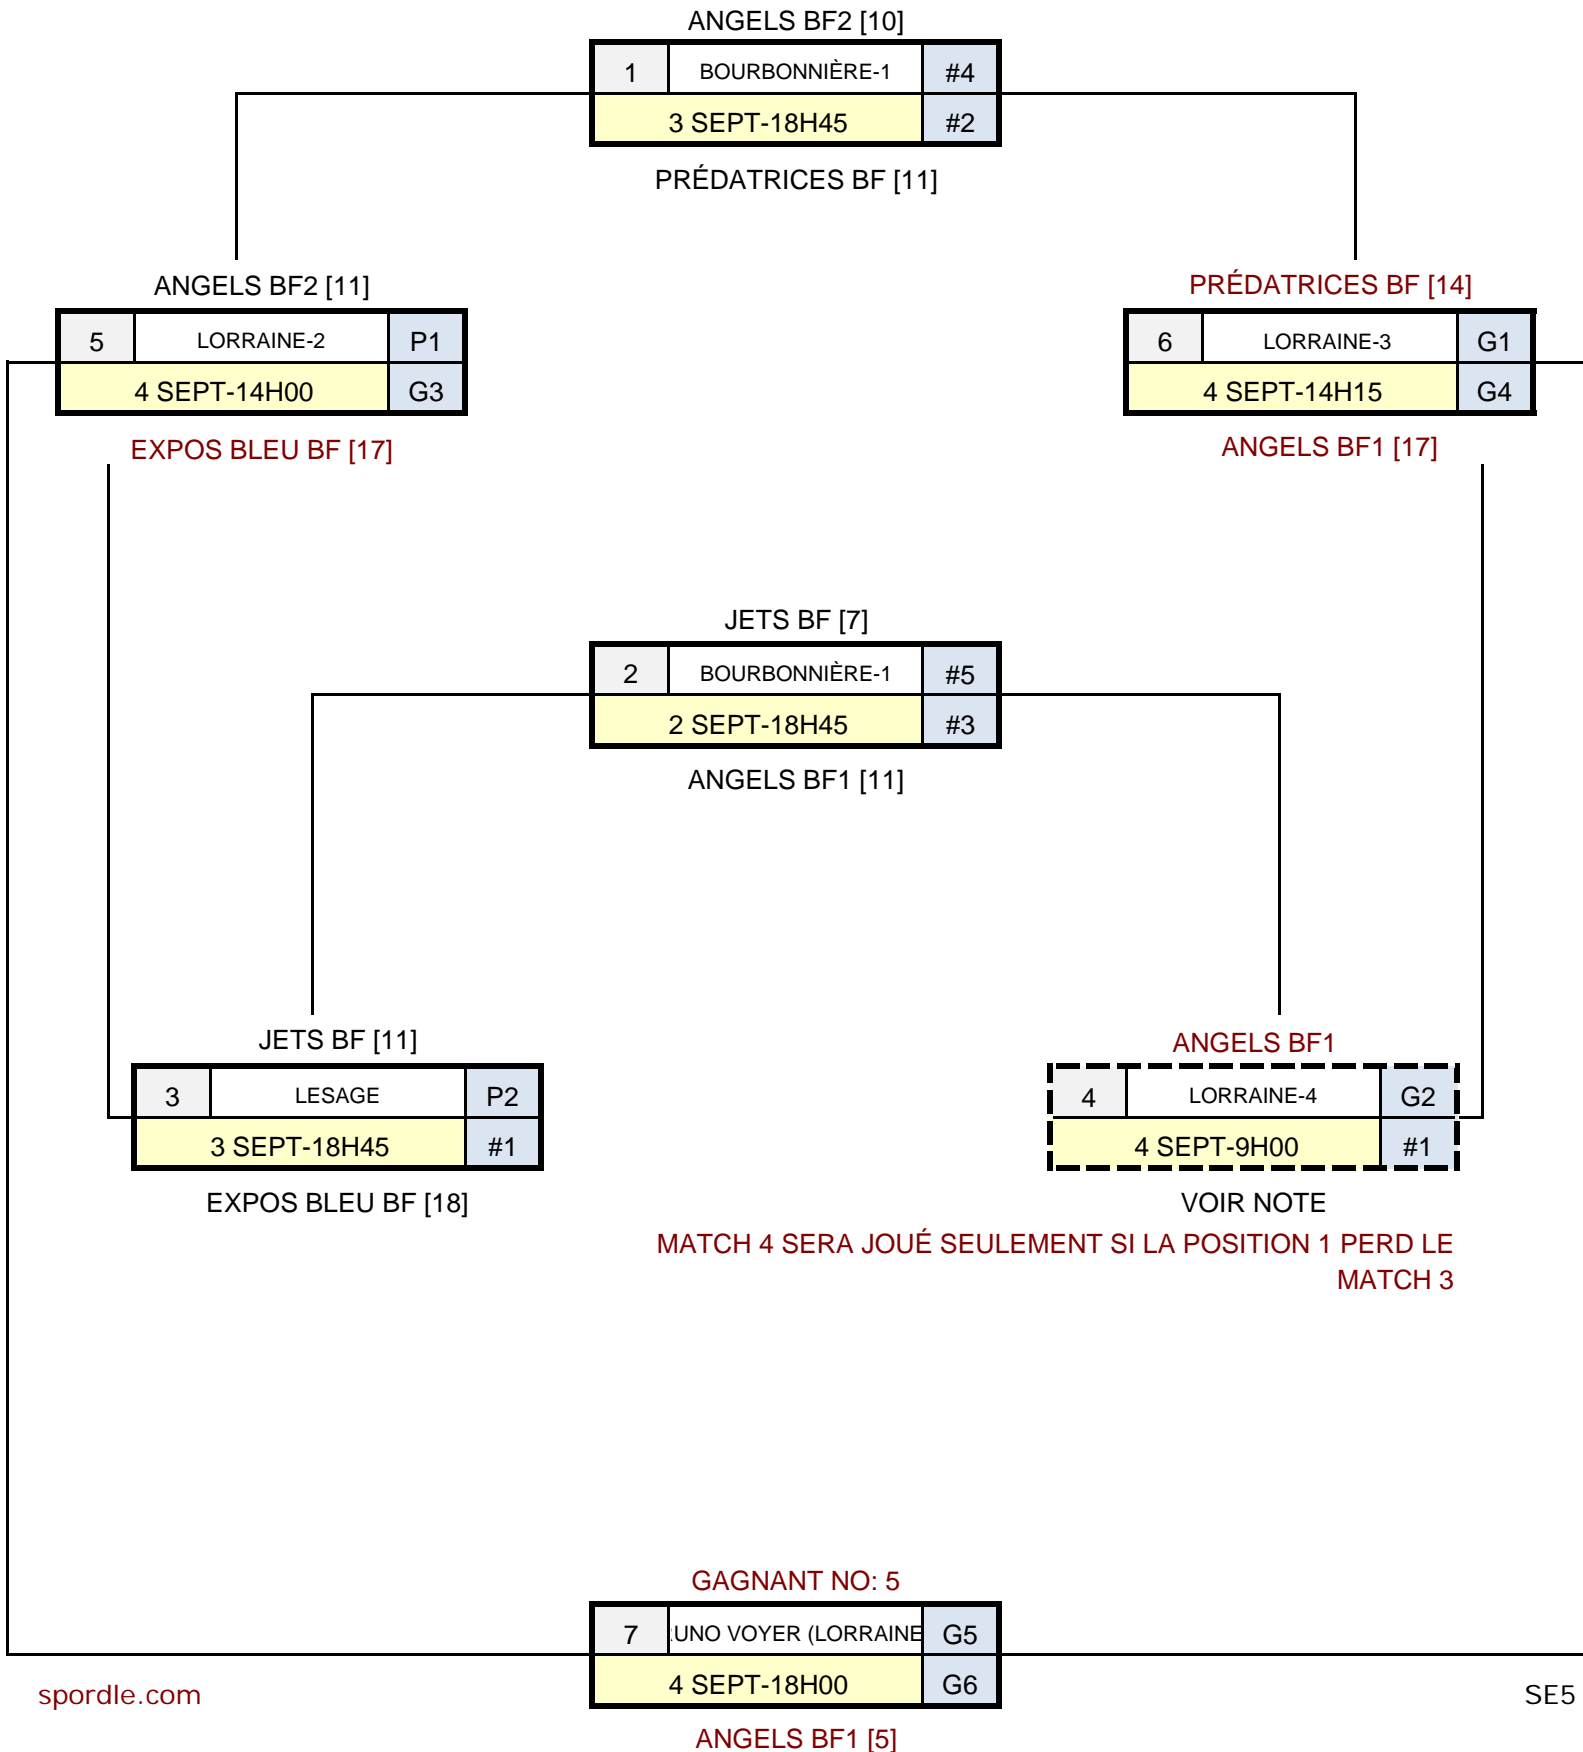 ANGELS BF2 [10]
1 BOURBONNIÈRE-1 #4
3 SEPT-18H45 #2
PRÉDATRICES BF [11]
ANGELS BF2 [11]
5 LORRAINE-2 P1
4 SEPT-14H00 G3
EXPOS BLEU BF [17]
PRÉDATRICES BF [14]
6 LORRAINE-3 G1
4 SEPT-14H15 G4
ANGELS BF1 [17]
JETS BF [7]
2 BOURBONNIÈRE-1 #5
2 SEPT-18H45 #3
ANGELS BF1 [11]
JETS BF [11]
3 LESAGE P2
3 SEPT-18H45 #1
EXPOS BLEU BF [18]
ANGELS BF1
4 LORRAINE-4 G2
4 SEPT-9H00 #1
VOIR NOTE
MATCH 4 SERA JOUÉ SEULEMENT SI LA POSITION 1 PERD LE
MATCH 3
GAGNANT NO: 5
7 UNO VOYER (LORRAINE G5
4 SEPT-18H00 G6
ANGELS BF1 [5]
spordle.com
SE5